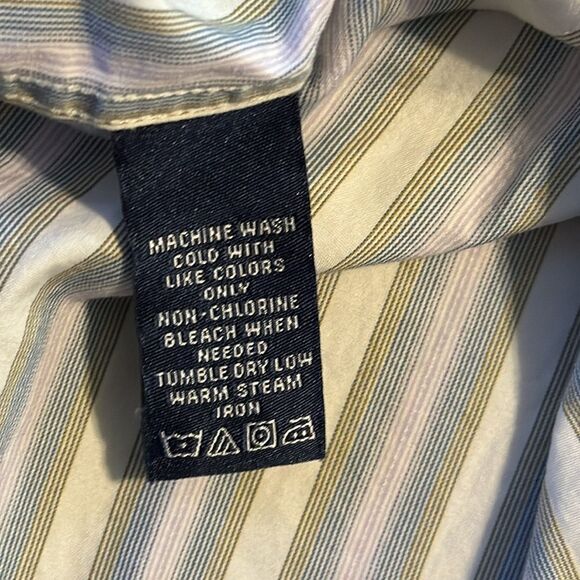 MACHINE WASH
COLD WITH
LIKE COLORS
ONLY
NON-CHLORINE
BLEACH WHEN
NEEDED
TUMBLE DRY LOW
WARM STEAM
IRON